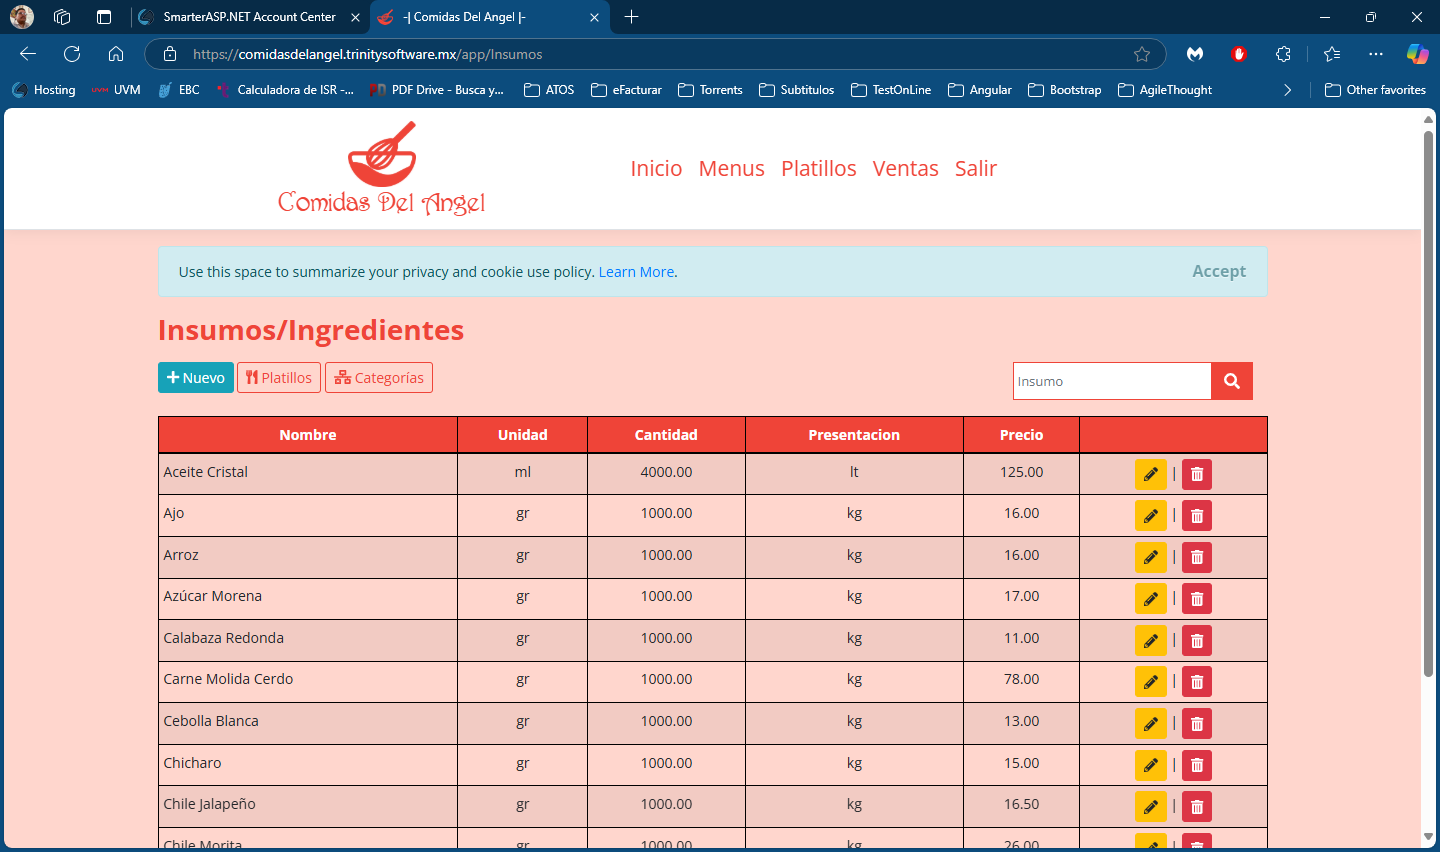 SmarterASP.NET Account Center
-| Comidas Del Angel |-
https://comidasdelangel.trinitysoftware.mx/app/Insumos
Hosting UVM EBC Calculadora de ISR -... PDF Drive - Busca y... ATOS eFacturar Torrents Subtitulos TestOnLine Angular Bootstrap AgileThought Other favorites
Comidas Del Angel
Inicio Menus Platillos Ventas Salir
Use this space to summarize your privacy and cookie use policy. Learn More.
Accept
Insumos/Ingredientes
Nuevo Platillos Categorías Insumo
Nombre Unidad Cantidad Presentacion Precio
Aceite Cristal ml 4000.00 lt 125.00 |
Ajo gr 1000.00 kg 16.00 |
Arroz gr 1000.00 kg 16.00 |
Azúcar Morena gr 1000.00 kg 17.00 |
Calabaza Redonda gr 1000.00 kg 11.00 |
Carne Molida Cerdo gr 1000.00 kg 78.00 |
Cebolla Blanca gr 1000.00 kg 13.00 |
Chicharo gr 1000.00 kg 15.00 |
Chile Jalapeño gr 1000.00 kg 16.50 |
Chile Morita gr 1000.00 kg 26.00 |